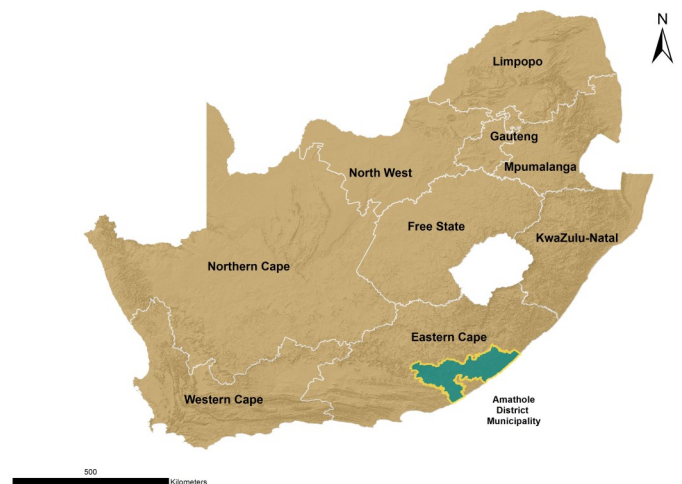 N
Limpopo
Gauteng
North West
Mpumalanga
Free State
KwaZulu-Natal
Northern Cape
Eastern Cape
Western Cape
Amathole
District
Municipality
500
Kilometers